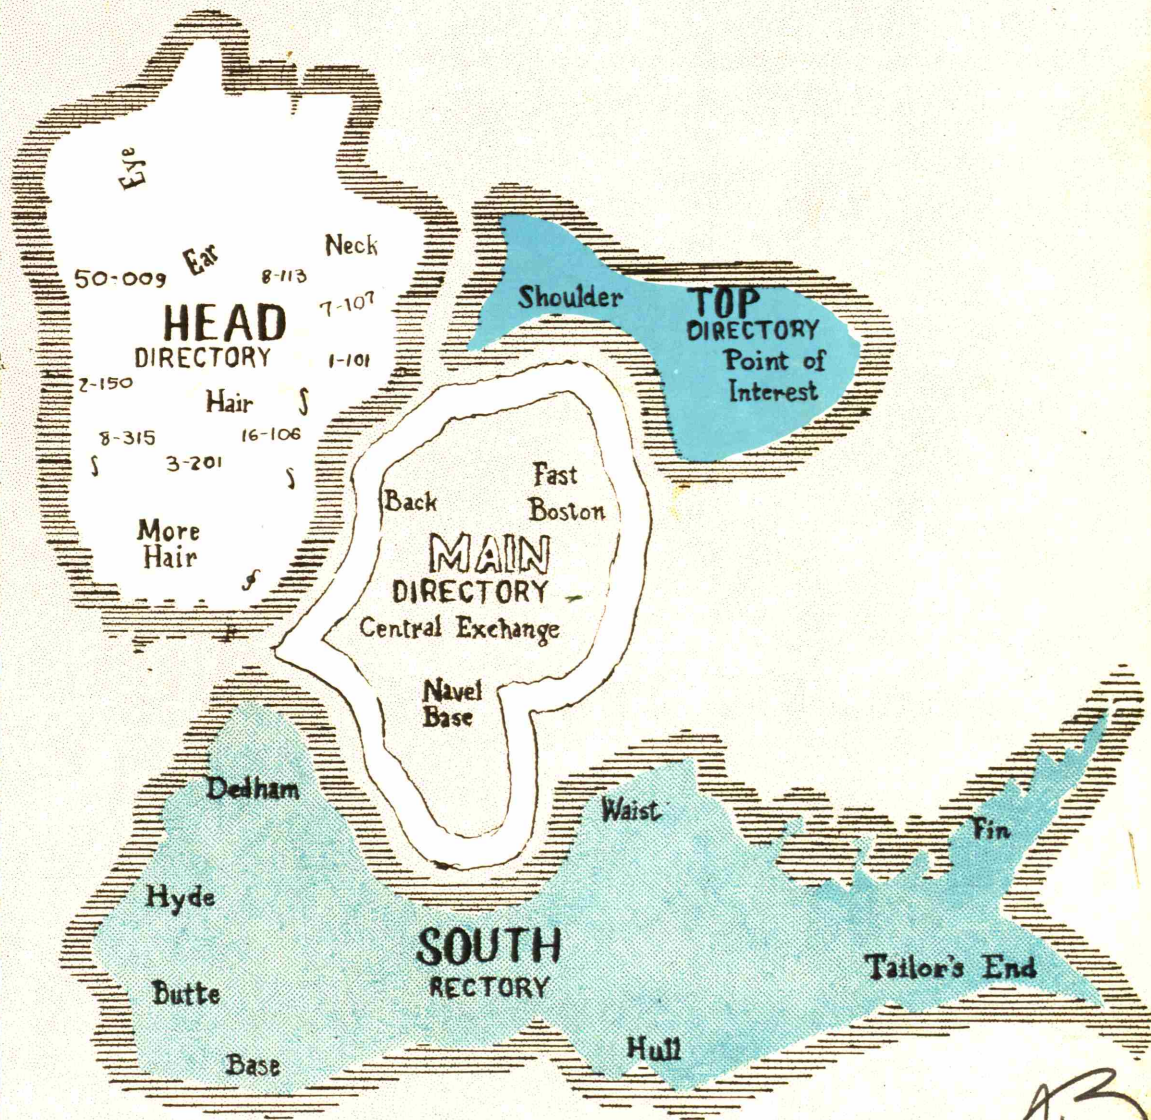 Eye
Ear
Neck
50-009
8-113
7-107
HEAD
DIRECTORY
1-101
2-150
Hair
8-315
16-106
3-201
More
Hair
Shoulder
TOP
DIRECTORY
Point of
Interest
Back
Fast
Boston
MAIN
DIRECTORY
Central Exchange
Navel
Base
Dedham
Waist
Fin
Hyde
SOUTH
RECTORY
Tailor's End
Butte
Hull
Base